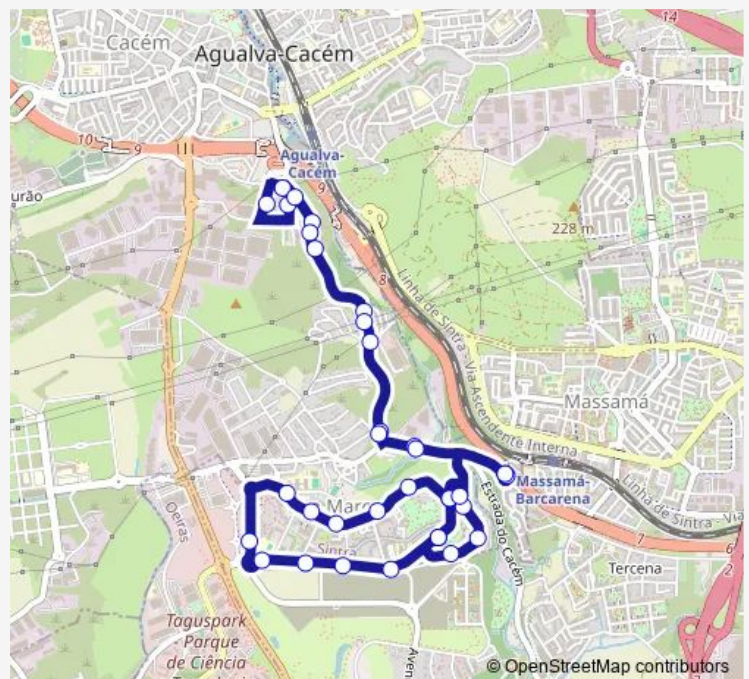 14
Cacém
Agualva-Cacém
10
9
Agualva-
Cacém
9
urão
228 m
8
Linha de Sintra - Via Ascendente Interna
Massamá
Massamá-
Barcarena
Linha de Sintra - Via
Estrada do Cacém
Oeiras
Sintra
7
6
2
Tercena
Taguspark
Parque
de Ciência
Aven
© OpenStreetMap contributors